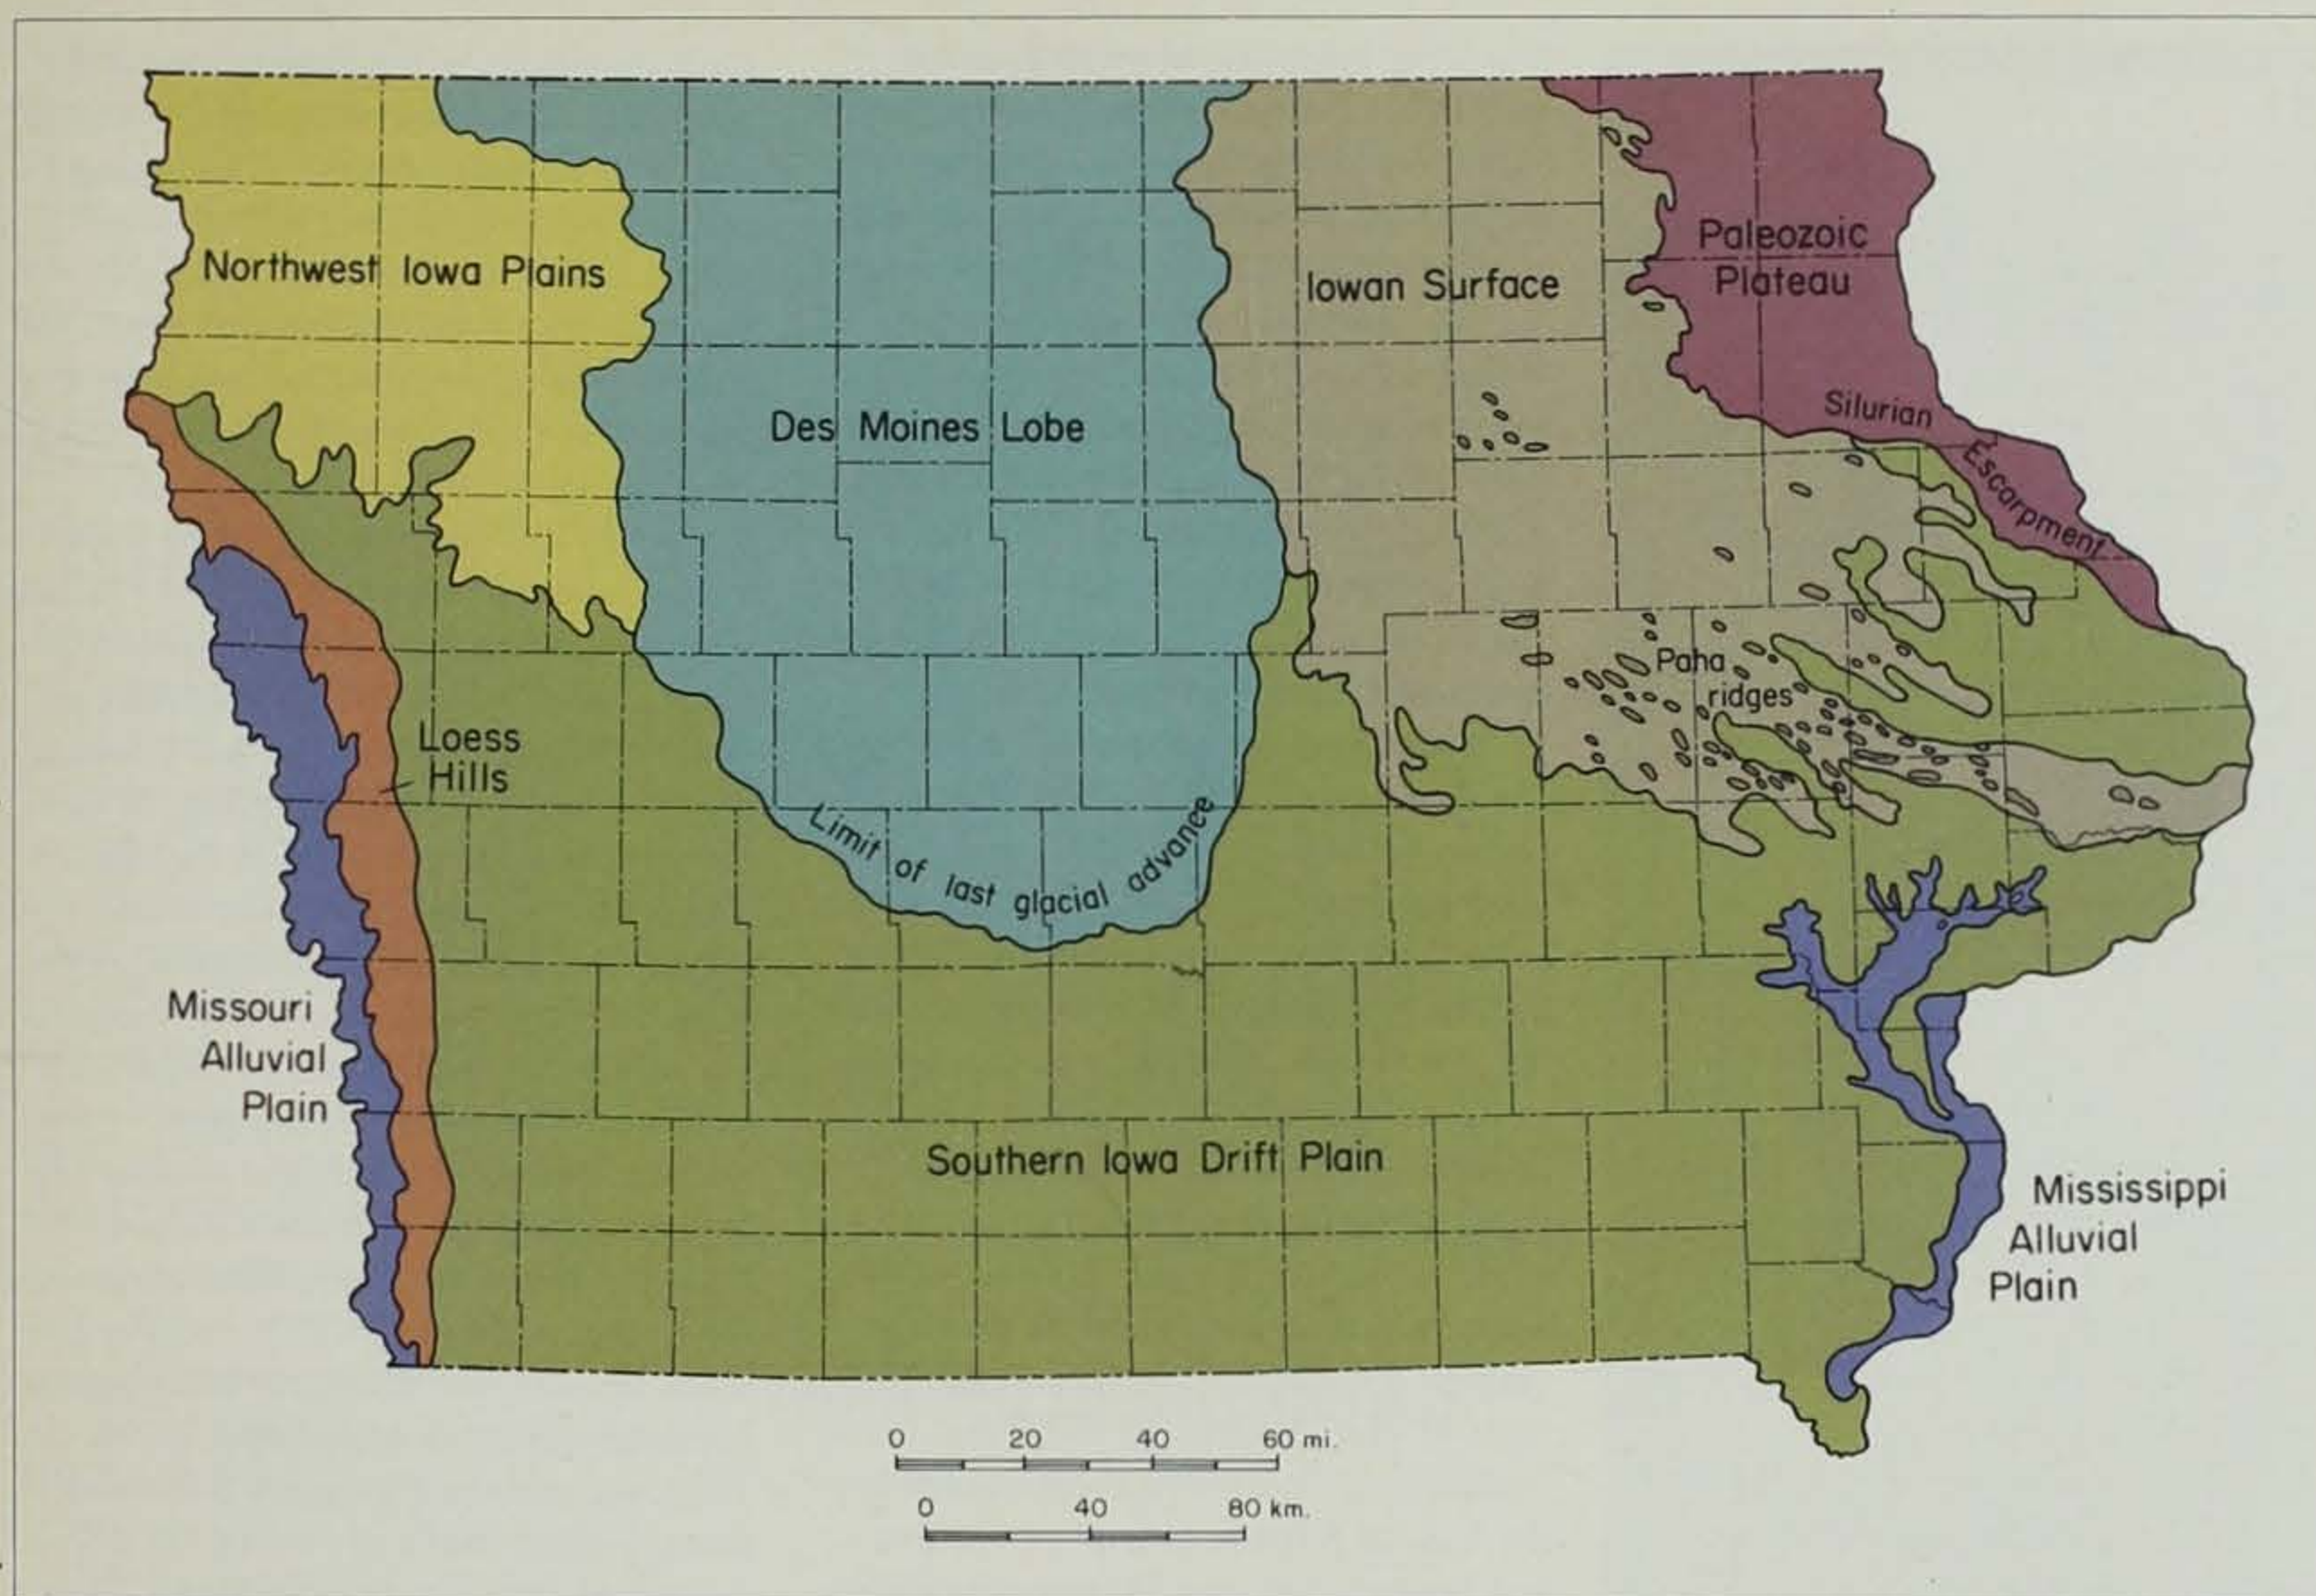 Northwest Iowa Plains
Des Moines Lobe
Iowan Surface
Paleozoic
Plateau
Silurian
Escarpment
Paha
ridges
Loess
Hills
Limit of last glacial advance
Missouri
Alluvial
Plain
Southern Iowa Drift Plain
Mississippi
Alluvial
Plain
0 20 40 60 mi.
0 40 80 km.